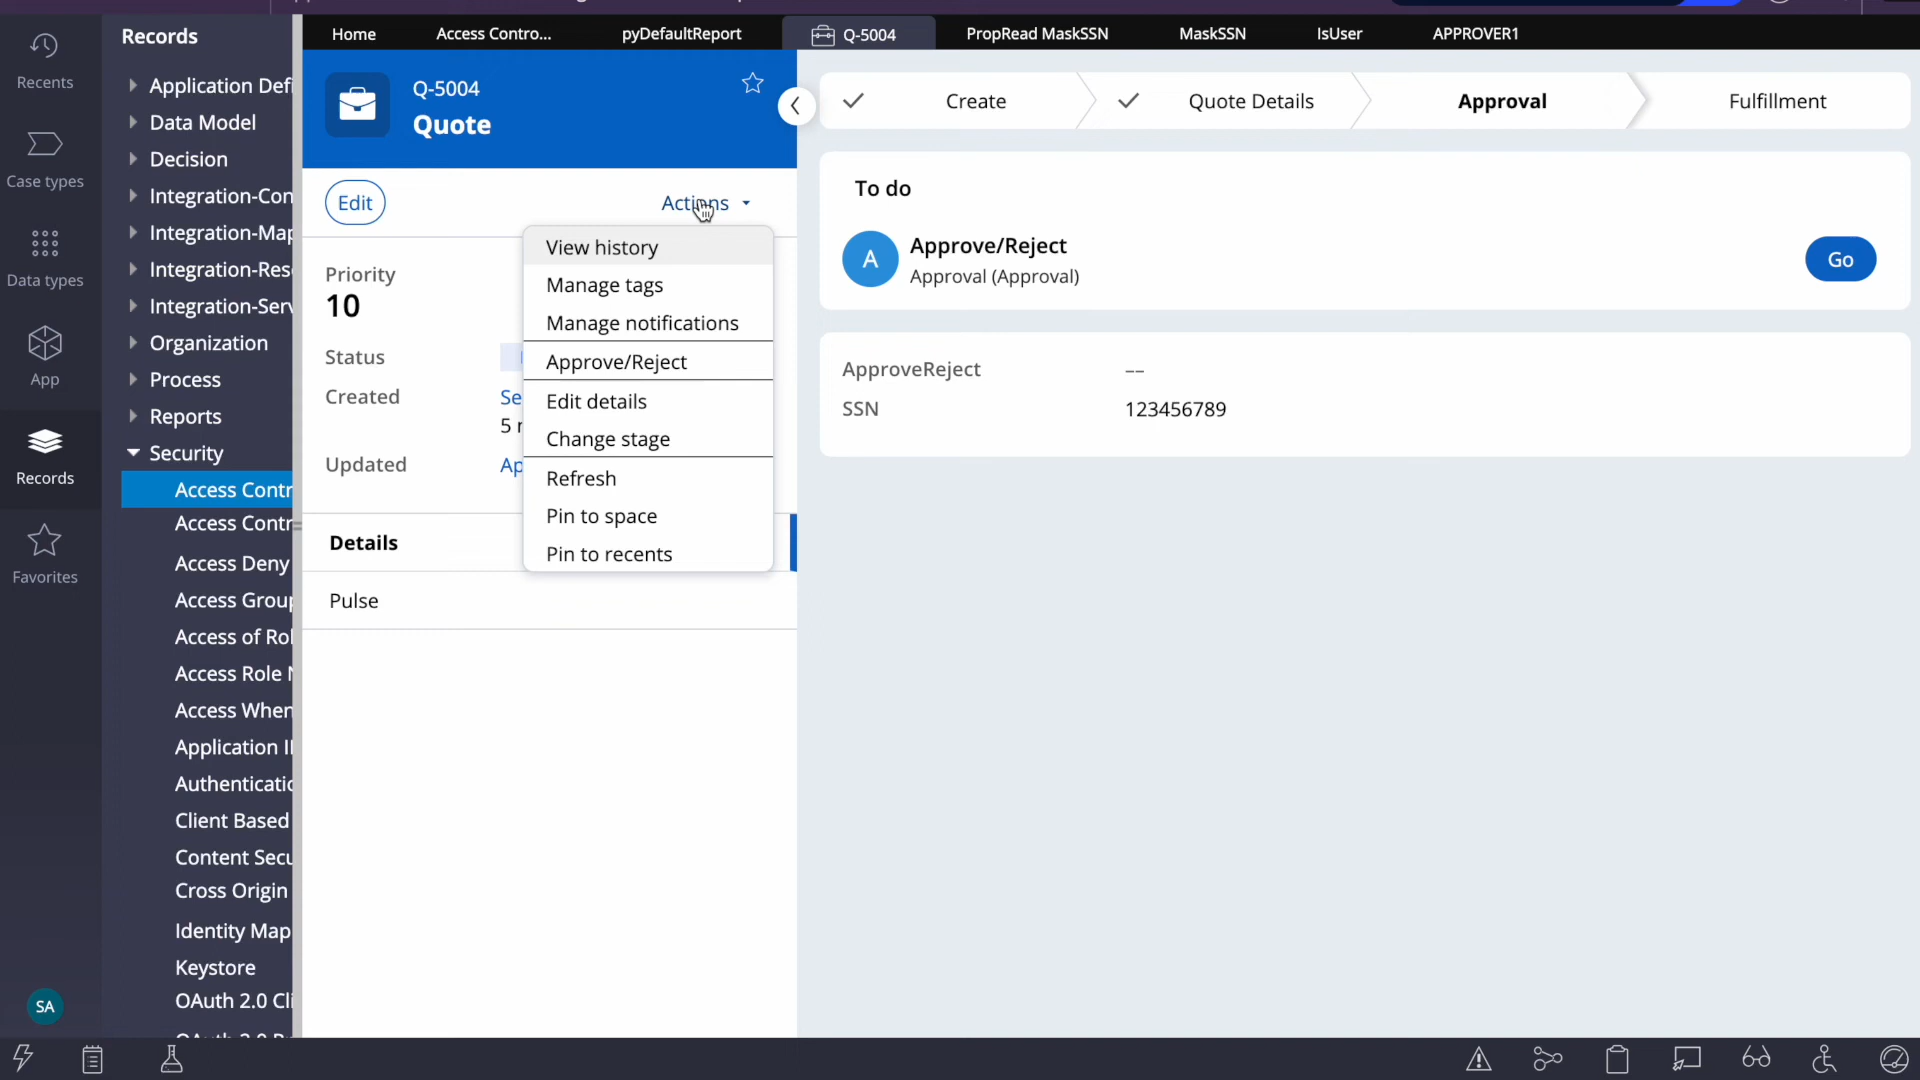 Recents
Case types
Data types
App
Records
Favorites
SA
Records
Application Defi
Data Model
Decision
Integration-Con
Integration-Map
Integration-Res
Integration-Serv
Organization
Process
Reports
Security
Access Contr
Access Contr
Access Deny
Access Group
Access of Rol
Access Role N
Access When
Application
Authenticatio
Client Based
Content Secu
Cross Origin
Identity Map
Keystore
OAuth 2.0 Cli
Home
Access Contro...
pyDefaultReport
Q-5004
PropRead MaskSSN
MaskSSN
IsUser
APPROVER1
Q-5004
Quote
Edit
Actions
Priority
10
Status
Created
Se
5
Updated
Ap
Details
Pulse
View history
Manage tags
Manage notifications
Approve/Reject
Edit details
Change stage
Refresh
Pin to space
Pin to recents
Create
Quote Details
Approval
Fulfillment
To do
A
Approve/Reject
Approval (Approval)
Go
ApproveReject
––
SSN
123456789